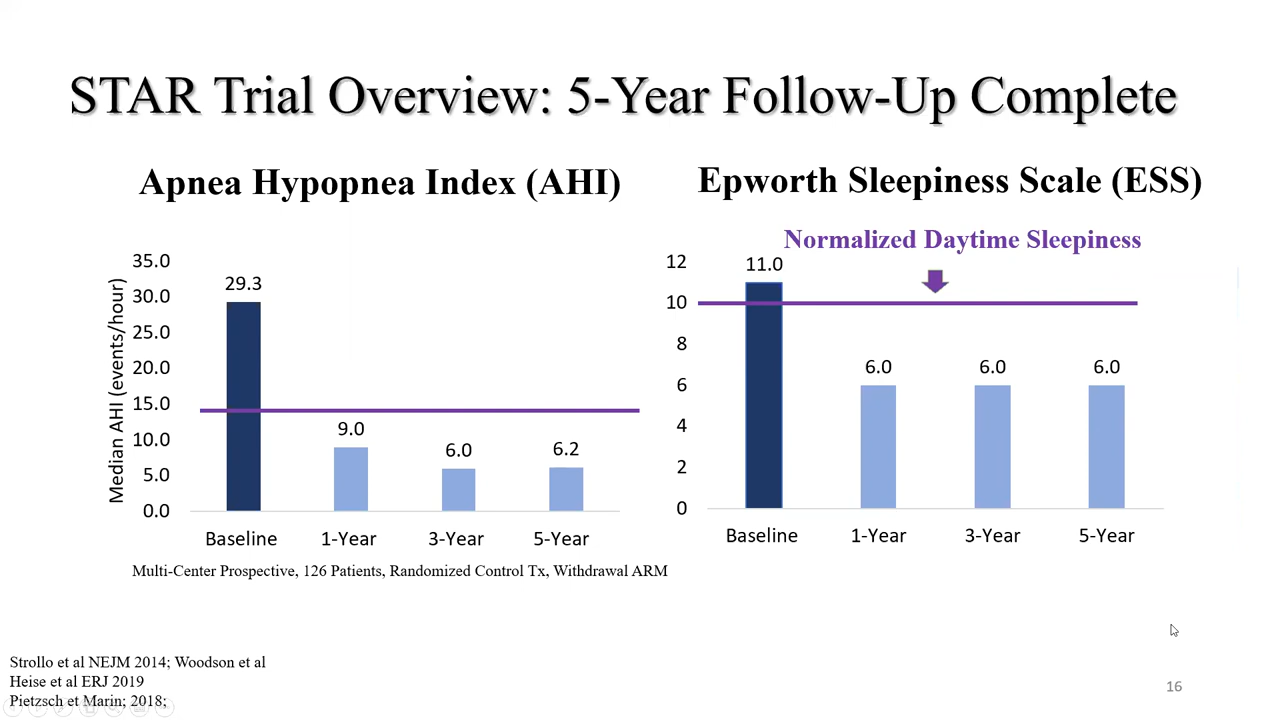 STAR Trial Overview: 5-Year Follow-Up Complete
Apnea Hypopnea Index (AHI)
Median AHI (events/hour)
35.0
30.0
25.0
20.0
15.0
10.0
5.0
0.0
29.3
9.0
6.0
6.2
Baseline 1-Year 3-Year 5-Year
Multi-Center Prospective, 126 Patients, Randomized Control Tx, Withdrawal ARM
Epworth Sleepiness Scale (ESS)
Normalized Daytime Sleepiness
12
10
8
6
4
2
0
11.0
6.0
6.0
6.0
Baseline 1-Year 3-Year 5-Year
Strollo et al NEJM 2014; Woodson et al
Heise et al ERJ 2019
Pietzsch et Marin; 2018;
16